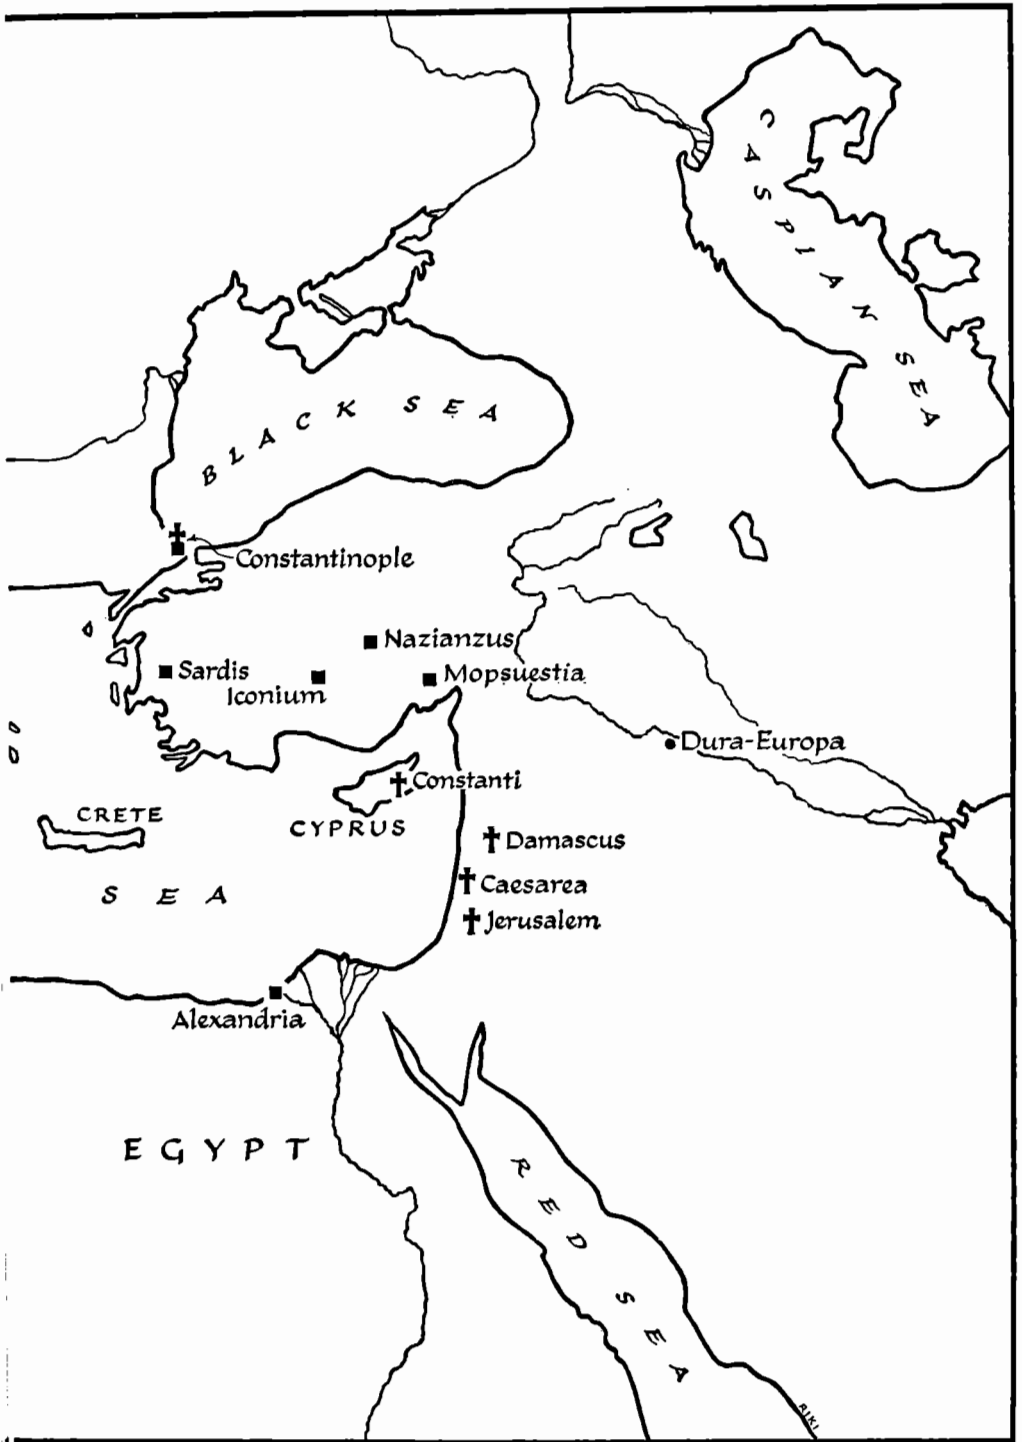 CASPIAN SEA
BLACK SEA
Constantinople
Nazianzus
Sardis
Mopsuestia
Iconium
Dura-Europa
Constanti
CRETE
CYPRUS
Damascus
Caesarea
SEA
Jerusalem
Alexandria
EGYPT
RED SEA
RIKI